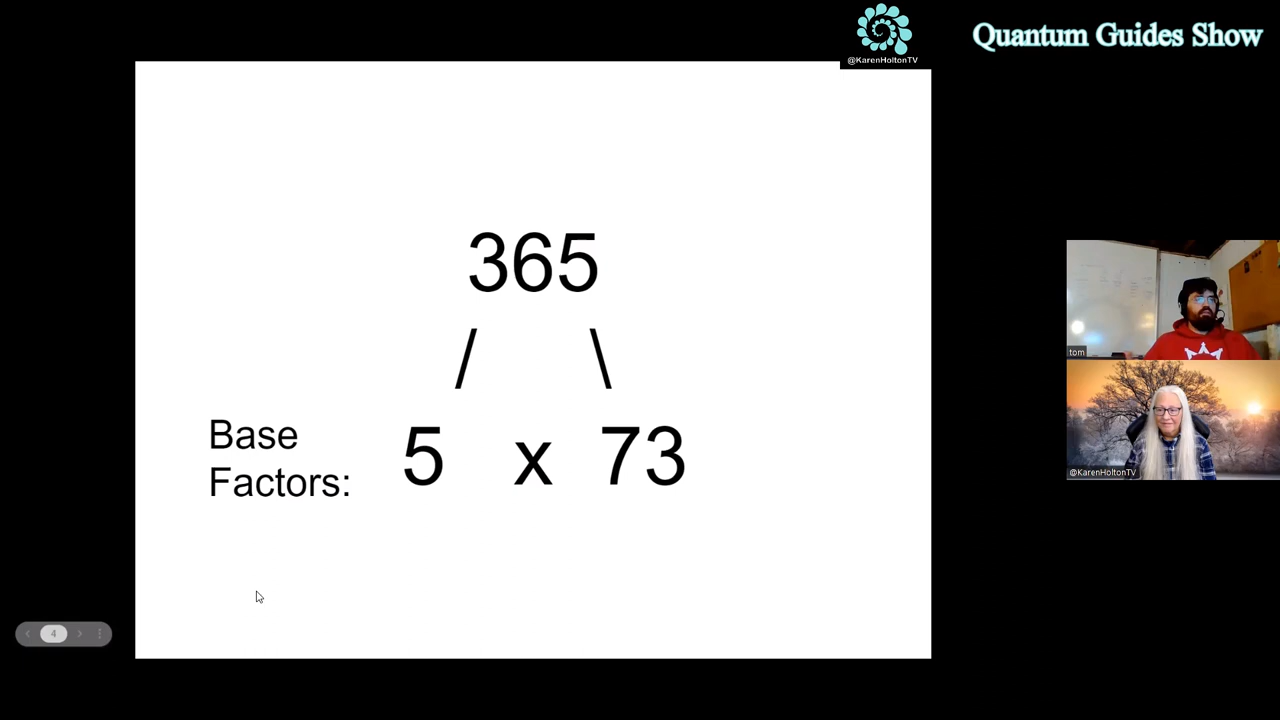 @KarenHoltonTV
Quantum Guides Show
365
/ \
Base
Factors:
5 x 73
tom
@KarenHoltonTV
4